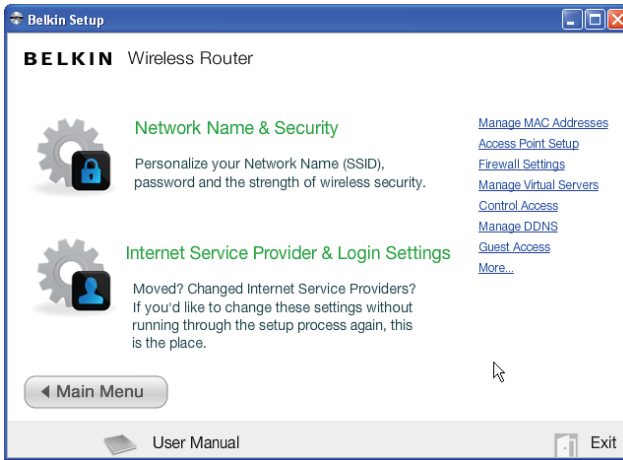 Belkin Setup
BELKIN Wireless Router
Network Name & Security
Personalize your Network Name (SSID),
password and the strength of wireless security.
Internet Service Provider & Login Settings
Moved? Changed Internet Service Providers?
If you'd like to change these settings without
running through the setup process again, this
is the place.
Manage MAC Addresses
Access Point Setup
Firewall Settings
Manage Virtual Servers
Control Access
Manage DDNS
Guest Access
More...
Main Menu
User Manual
Exit